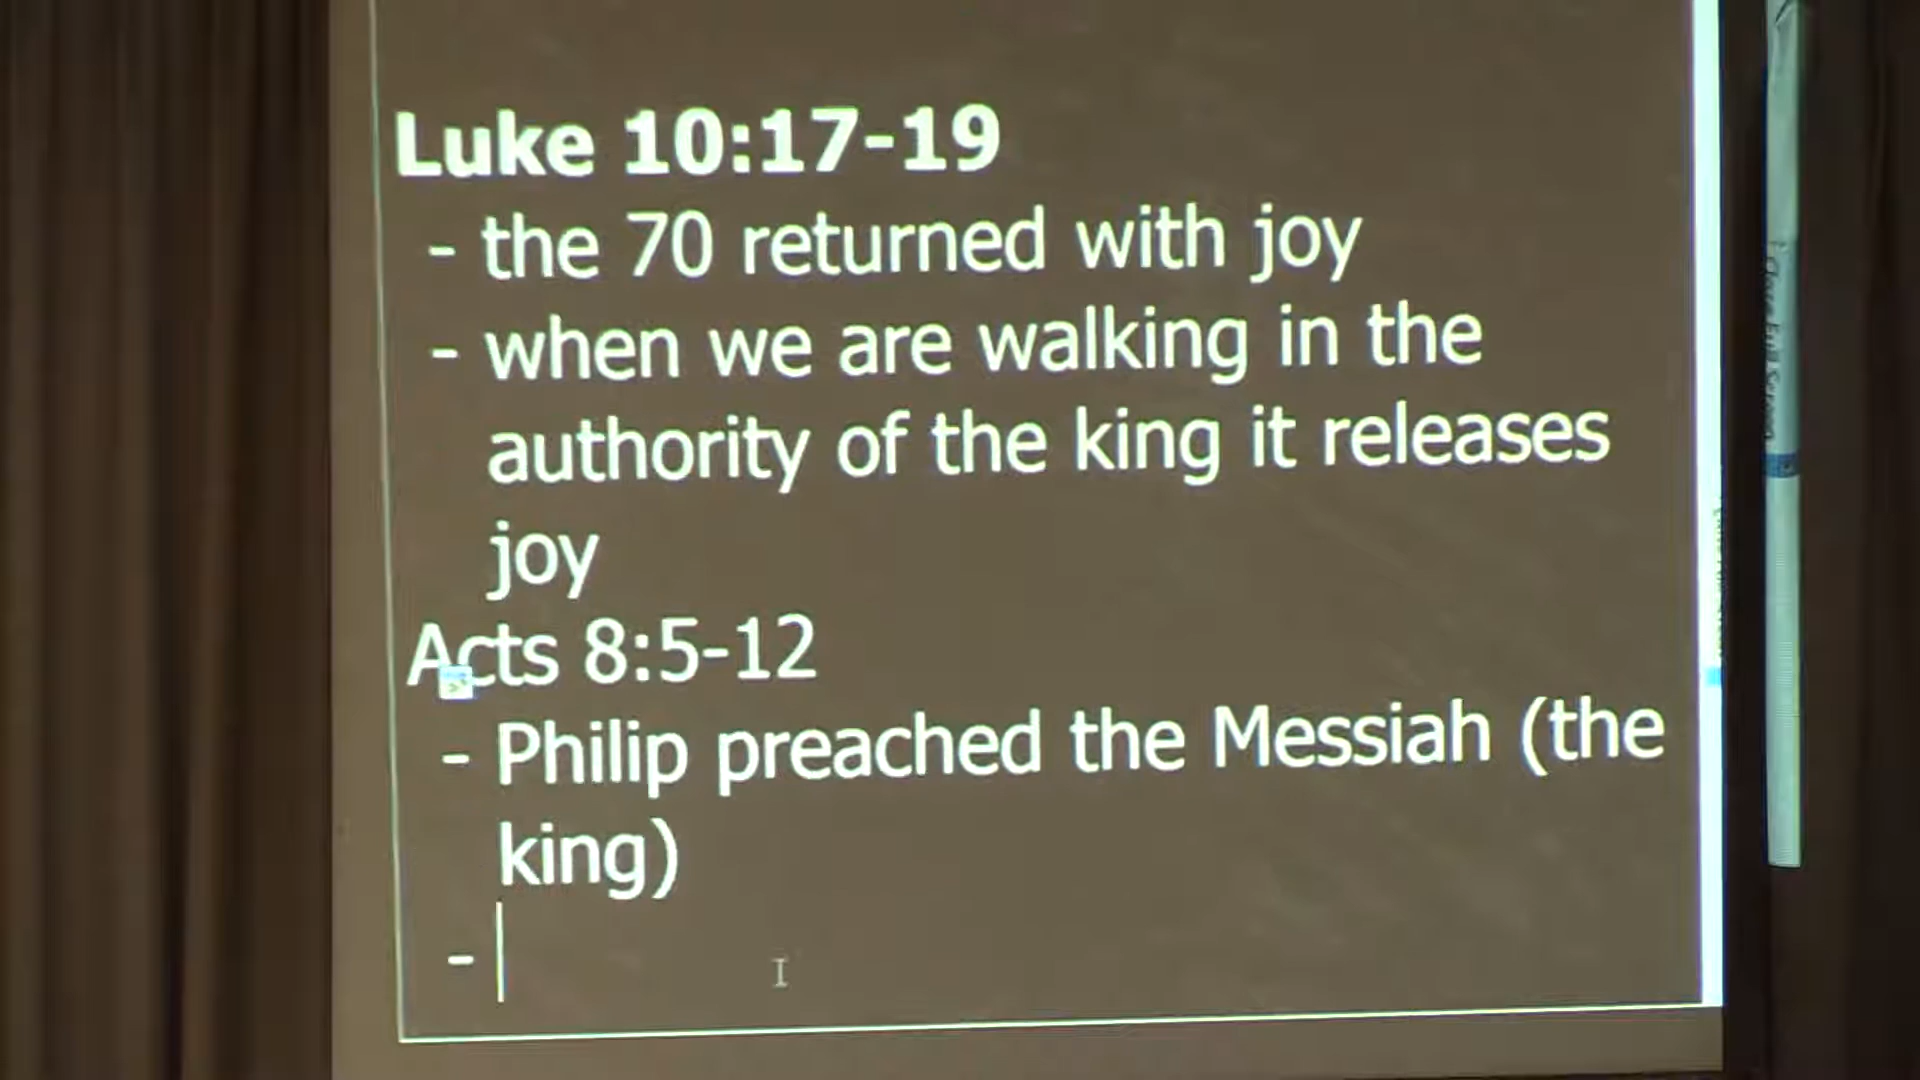 Luke 10:17-19
- the 70 returned with joy
- when we are walking in the
authority of the king it releases
joy
Acts 8:5-12
- Philip preached the Messiah (the
king)
-